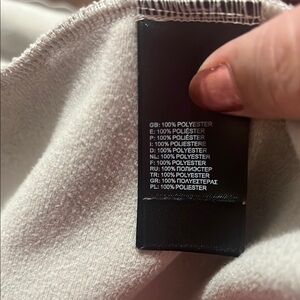 GB: 100% POLYESTER
E: 100% POLIÉSTER
P: 100% POLIÉSTER
I: 100% POLIESTERE
D: 100% POLYESTER
NL: 100% POLYESTER
F: 100% POLYESTER
RU: 100% ПОЛИЭСТЕР
TR: 100% POLYESTER
GR: 100% ΠΟΛΥΕΣΤΕΡΑΣ
PL: 100% POLIESTER